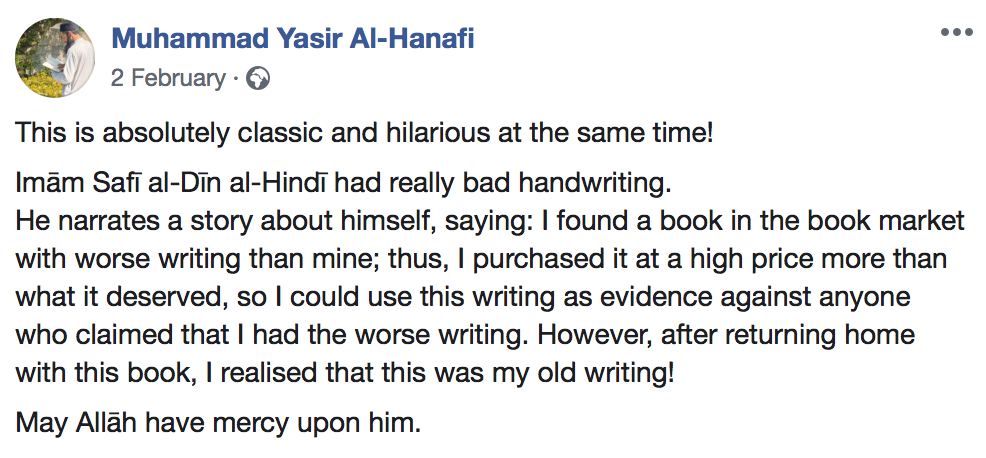 Muhammad Yasir Al-Hanafi
2 February ·
This is absolutely classic and hilarious at the same time!
Imām Safī al-Dīn al-Hindī had really bad handwriting.
He narrates a story about himself, saying: I found a book in the book market
with worse writing than mine; thus, I purchased it at a high price more than
what it deserved, so I could use this writing as evidence against anyone
who claimed that I had the worse writing. However, after returning home
with this book, I realised that this was my old writing!
May Allāh have mercy upon him.